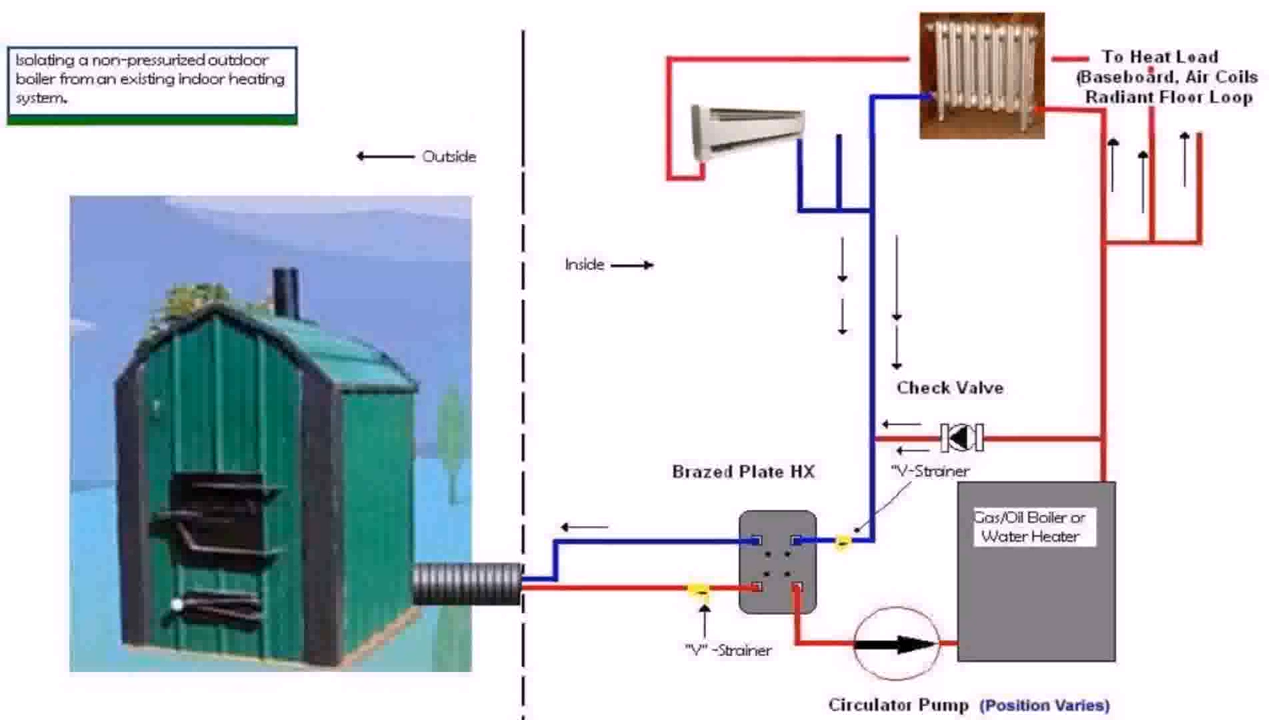 Isolating a non-pressurized outdoor
boiler from an existing indoor heating
system.
Outside
To Heat Load
(Baseboard, Air Coils
Radiant Floor Loop
Inside
Check Valve
Brazed Plate HX
"V-Strainer
Gas/Oil Boiler or
Water Heater
"V" -Strainer
Circulator Pump (Position Varies)